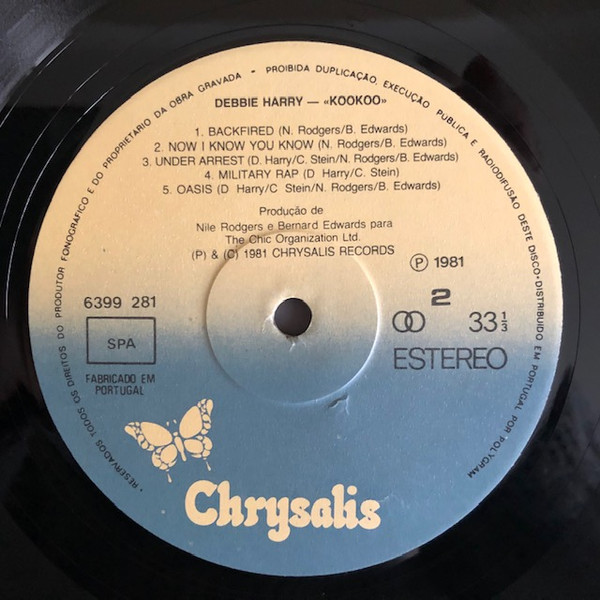 • RESERVADOS TODOS OS DIREITOS DO PRODUTOR FONOGRÁFICO E DO PROPRIETÁRIO DA OBRA GRAVADA • PROIBIDA DUPLICAÇÃO, EXECUÇÃO PUBLICA E RADIODIFUSÃO DESTE DISCO•DISTRIBUIDO EM PORTUGAL POR POLYGRAM
DEBBIE HARRY — «KOOKOO»
1. BACKFIRED (N. Rodgers/B. Edwards)
2. NOW I KNOW YOU KNOW (N. Rodgers/B. Edwards)
3. UNDER ARREST (D. Harry/C. Stein/N. Rodgers/B. Edwards)
4. MILITARY RAP (D Harry/C. Stein)
5. OASIS (D Harry/C Stein/N. Rodgers/B. Edwards)
Produção de
Nile Rodgers e Bernard Edwards para
The Chic Organization Ltd.
(P) & (C) 1981 CHRYSALIS RECORDS
Ⓟ 1981
6399 281
2
33 1/3
SPA
ESTEREO
FABRICADO EM
PORTUGAL
Chrysalis